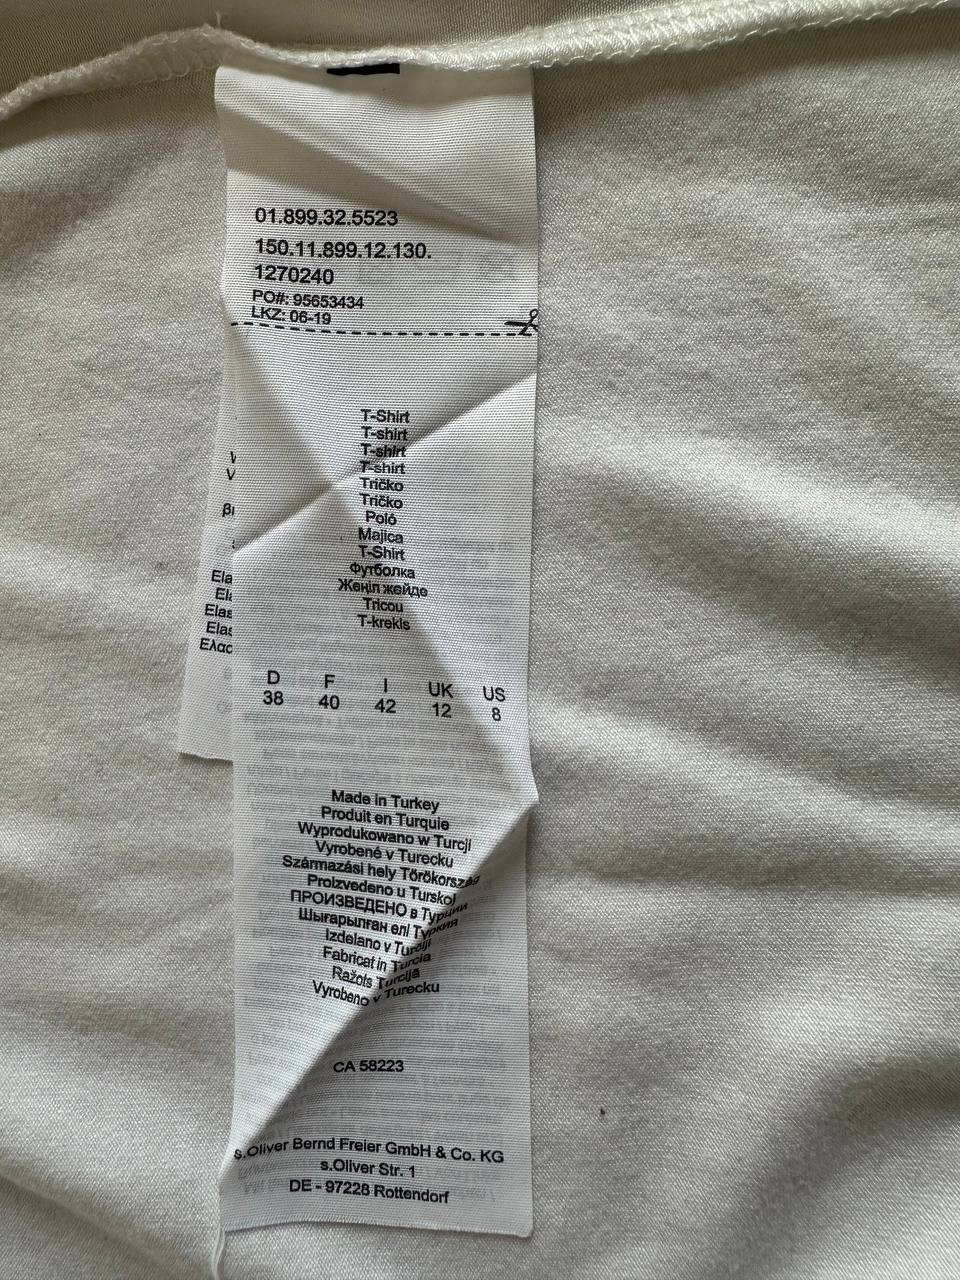 01.899.32.5523
150.11.899.12.130.
1270240
PO#: 95653434
LKZ: 06-19
T-Shirt
T-shirt
T-shirt
T-shirt
Tričko
Tričko
Poló
Majica
T-Shirt
Футболка
Жеңіл жейде
Tricou
T-krekls
D F I UK US
38 40 42 12 8
Made in Turkey
Produit en Turquie
Wyprodukowano w Turcji
Vyrobené v Turecku
Származási hely Törökország
Proizvedeno u Turskoj
ПРОИЗВЕДЕНО в Турции
Шығарылған елі Туркия
Izdelano v Turčiji
Fabricat in Turcia
Ražots Turcijā
Vyrobeno v Turecku
CA 58223
s.Oliver Bernd Freier GmbH & Co. KG
s.Oliver Str. 1
DE - 97228 Rottendorf